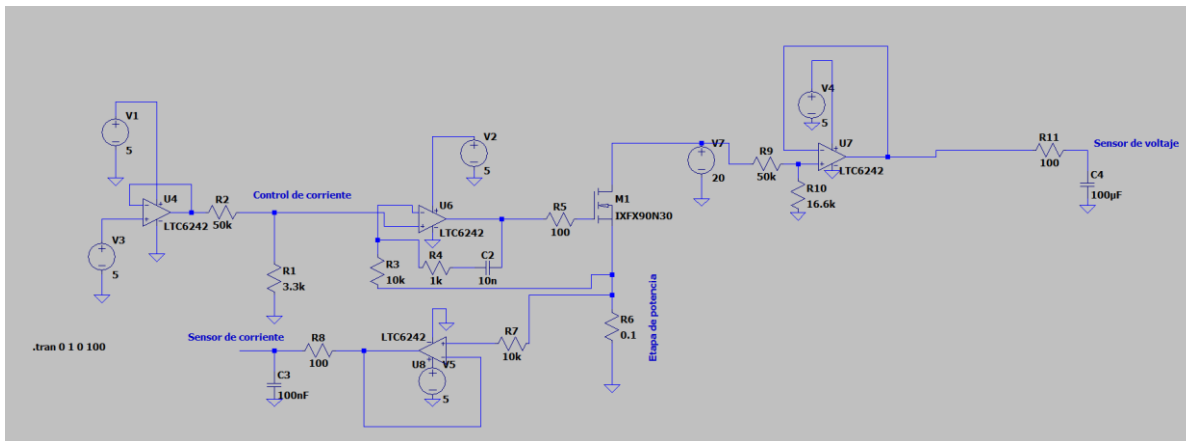 V1
5
U4
LTC6242
V3
5
R2
50k
Control de corriente
R1
3.3k
V2
5
U6
LTC6242
R3
10k
R4
1k
C2
10n
R5
100
M1
IXFX90N30
V7
20
R9
50k
R10
16.6k
V4
5
U7
LTC6242
R11
100
Sensor de voltaje
C4
100µF
Etapa de potencia
R6
0.1
R7
10k
LTC6242
U8
V5
5
Sensor de corriente
R8
100
C3
100nF
.tran 0 1 0 100